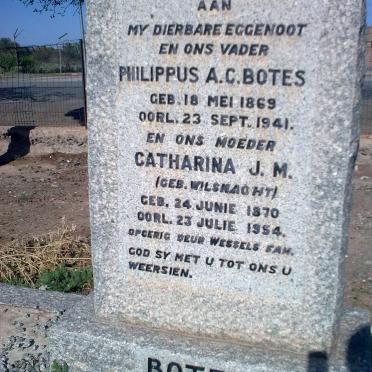 AAN
MY DIERBARE EGGENOOT
EN ONS VADER
PHILIPPUS A.C. BOTES
GEB. 18 MEI 1869
OORL. 23 SEPT. 1941.
EN ONS MOEDER
CATHARINA J. M.
(GEB. WILSNACHT)
GEB. 24 JUNIE 1870
OORL. 23 JULIE 1954.
OPGERIG DEUR WESSELS FAM.
GOD SY MET U TOT ONS U
WEERSIEN.